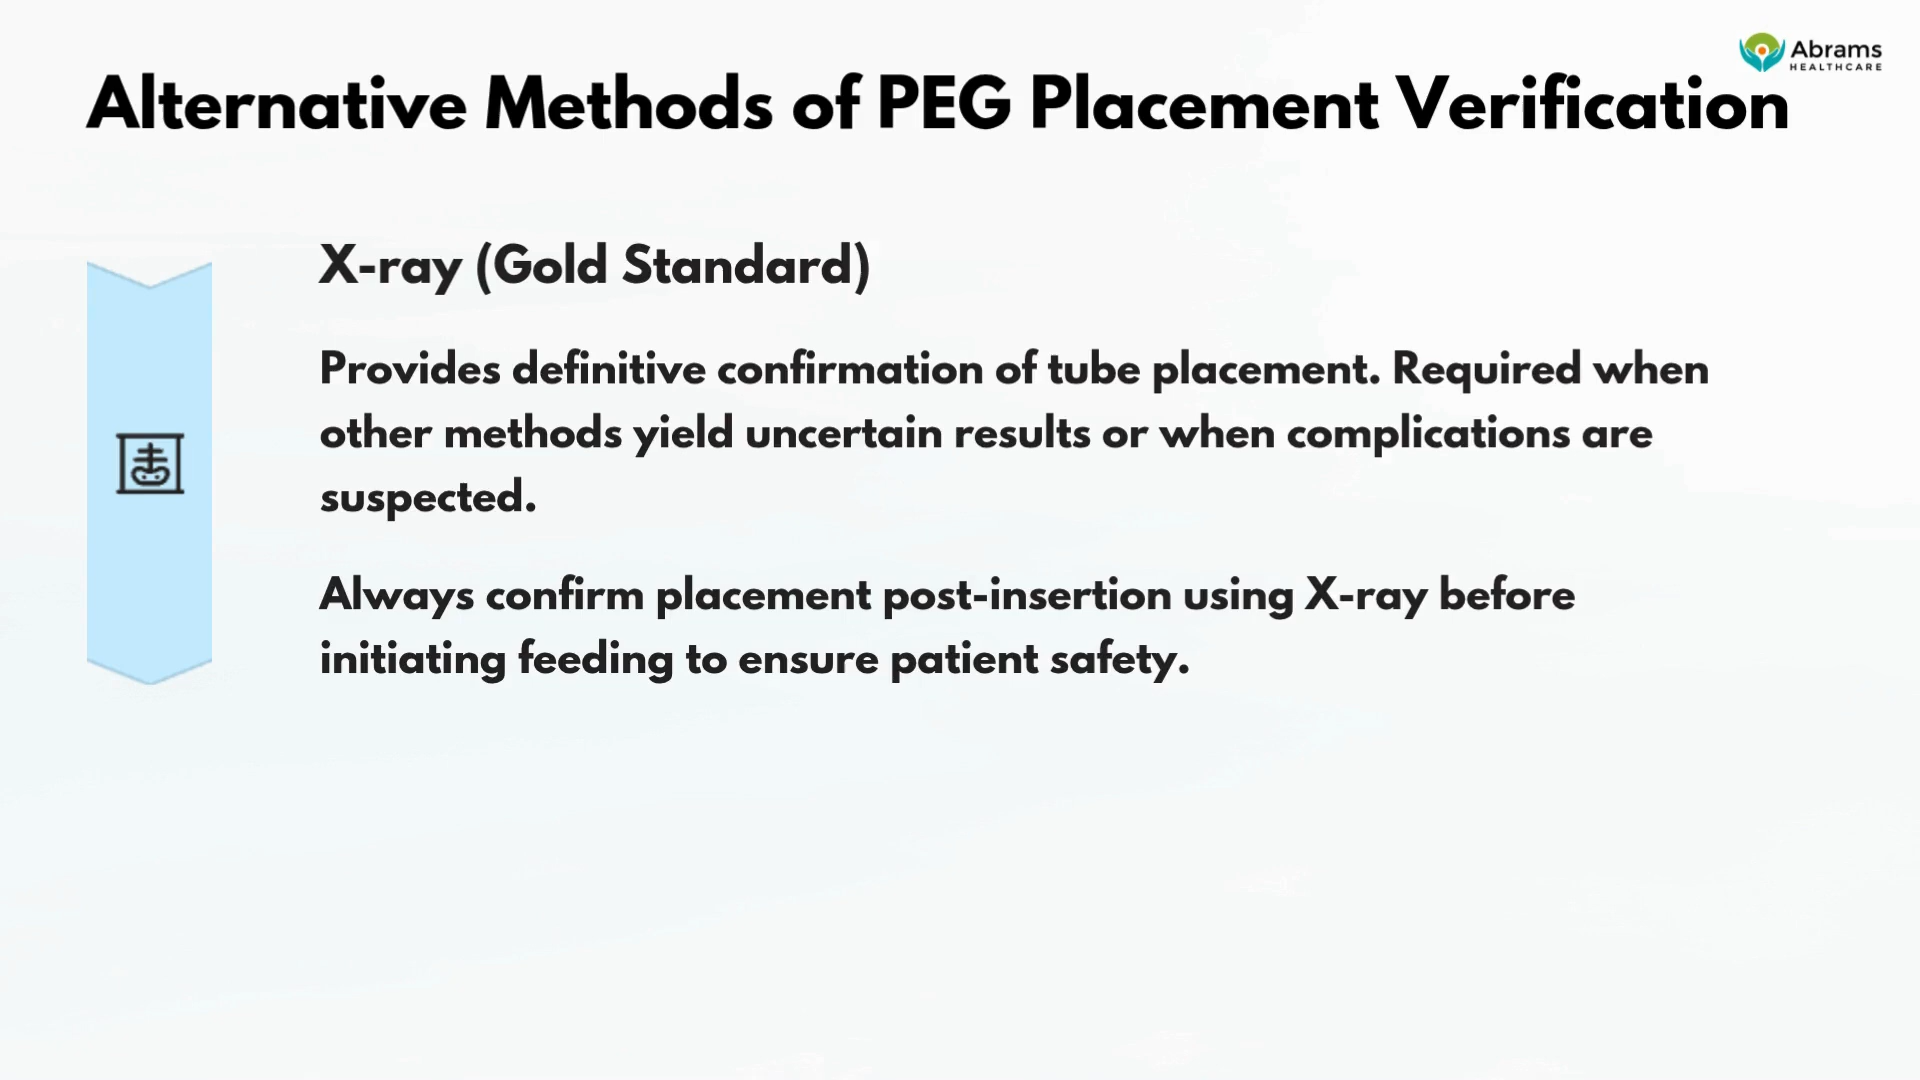 Abrams
HEALTHCARE
Alternative Methods of PEG Placement Verification
X-ray (Gold Standard)
Provides definitive confirmation of tube placement. Required when
other methods yield uncertain results or when complications are
suspected.
Always confirm placement post-insertion using X-ray before
initiating feeding to ensure patient safety.